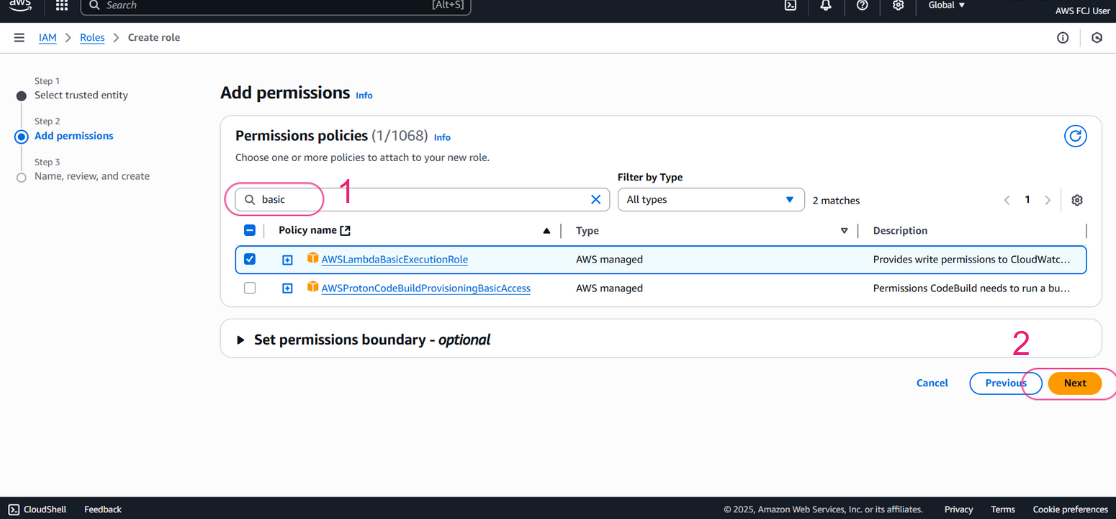 aws
Search [Alt+S] Global ▼ AWS FCJ User
IAM > Roles > Create role
Step 1
Select trusted entity
Step 2
Add permissions
Step 3
Name, review, and create
Add permissions Info
Permissions policies (1/1068) Info
Choose one or more policies to attach to your new role.
Filter by Type
basic 1 All types 2 matches < 1 >
Policy name Type Description
AWSLambdaBasicExecutionRole AWS managed Provides write permissions to CloudWatc...
AWSProtonCodeBuildProvisioningBasicAccess AWS managed Permissions CodeBuild needs to run a bu...
Set permissions boundary - optional
2
Cancel Previous Next
CloudShell Feedback © 2025, Amazon Web Services, Inc. or its affiliates. Privacy Terms Cookie preferences